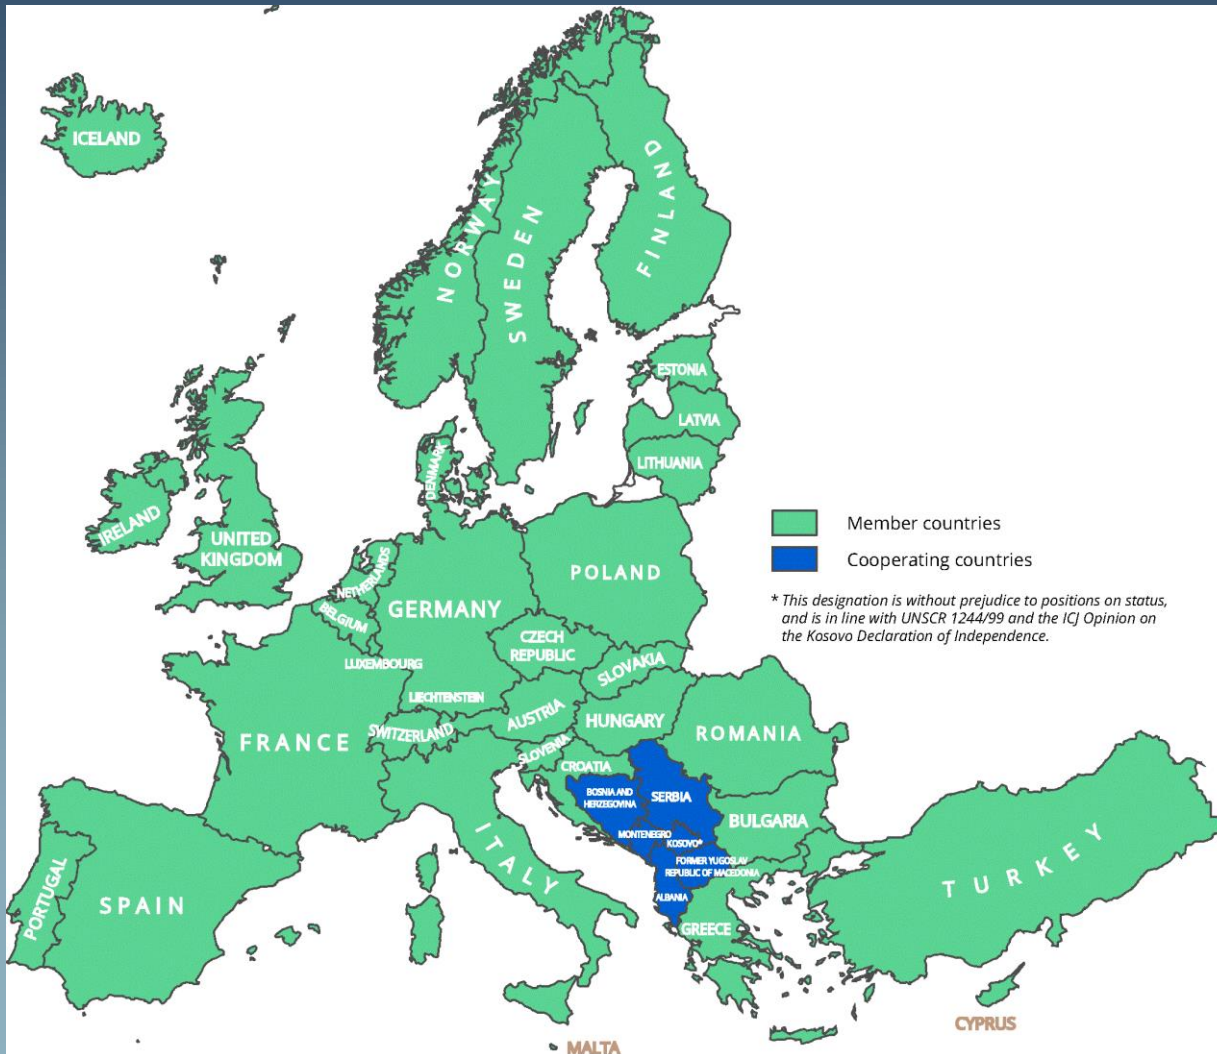 ICELAND
NORWAY
SWEDEN
FINLAND
ESTONIA
LATVIA
LITHUANIA
DENMARK
IRELAND
UNITED
KINGDOM
NETHERLANDS
BELGIUM
GERMANY
POLAND
LUXEMBOURG
CZECH
REPUBLIC
SLOVAKIA
LIECHTENSTEIN
AUSTRIA
HUNGARY
SWITZERLAND
FRANCE
SLOVENIA
CROATIA
ROMANIA
BOSNIA AND
HERZEGOVINA
SERBIA
MONTENEGRO
KOSOVO*
BULGARIA
FORMER YUGOSLAV
REPUBLIC OF MACEDONIA
ALBANIA
GREECE
ITALY
PORTUGAL
SPAIN
TURKEY
CYPRUS
MALTA
Member countries
Cooperating countries
* This designation is without prejudice to positions on status,
and is in line with UNSCR 1244/99 and the ICJ Opinion on
the Kosovo Declaration of Independence.